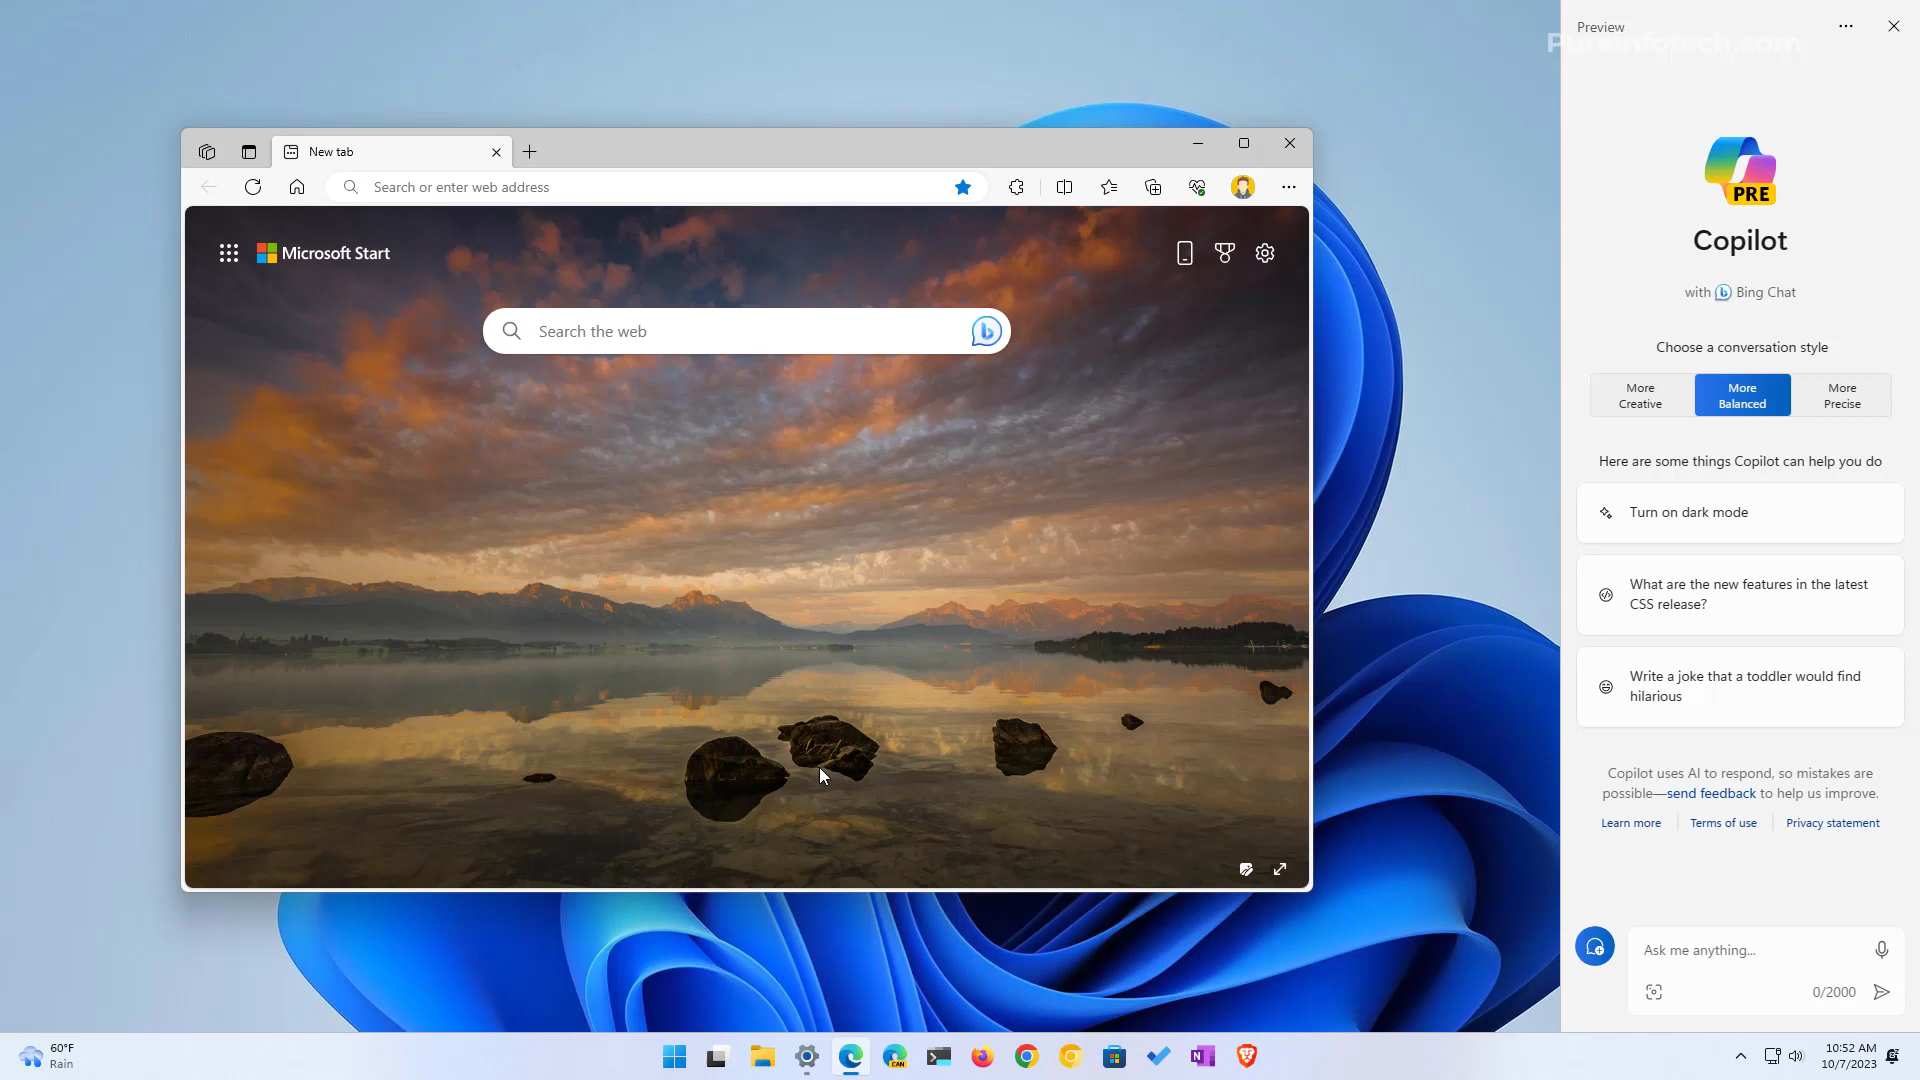 Preview
Pureinfotech.com
New tab
Search or enter web address
Microsoft Start
Search the web
PRE
Copilot
with Bing Chat
Choose a conversation style
More Creative
More Balanced
More Precise
Here are some things Copilot can help you do
Turn on dark mode
What are the new features in the latest
CSS release?
Write a joke that a toddler would find
hilarious
Copilot uses AI to respond, so mistakes are
possible—send feedback to help us improve.
Learn more
Terms of use
Privacy statement
Ask me anything...
0/2000
60°F
Rain
CAN
10:52 AM
10/7/2023